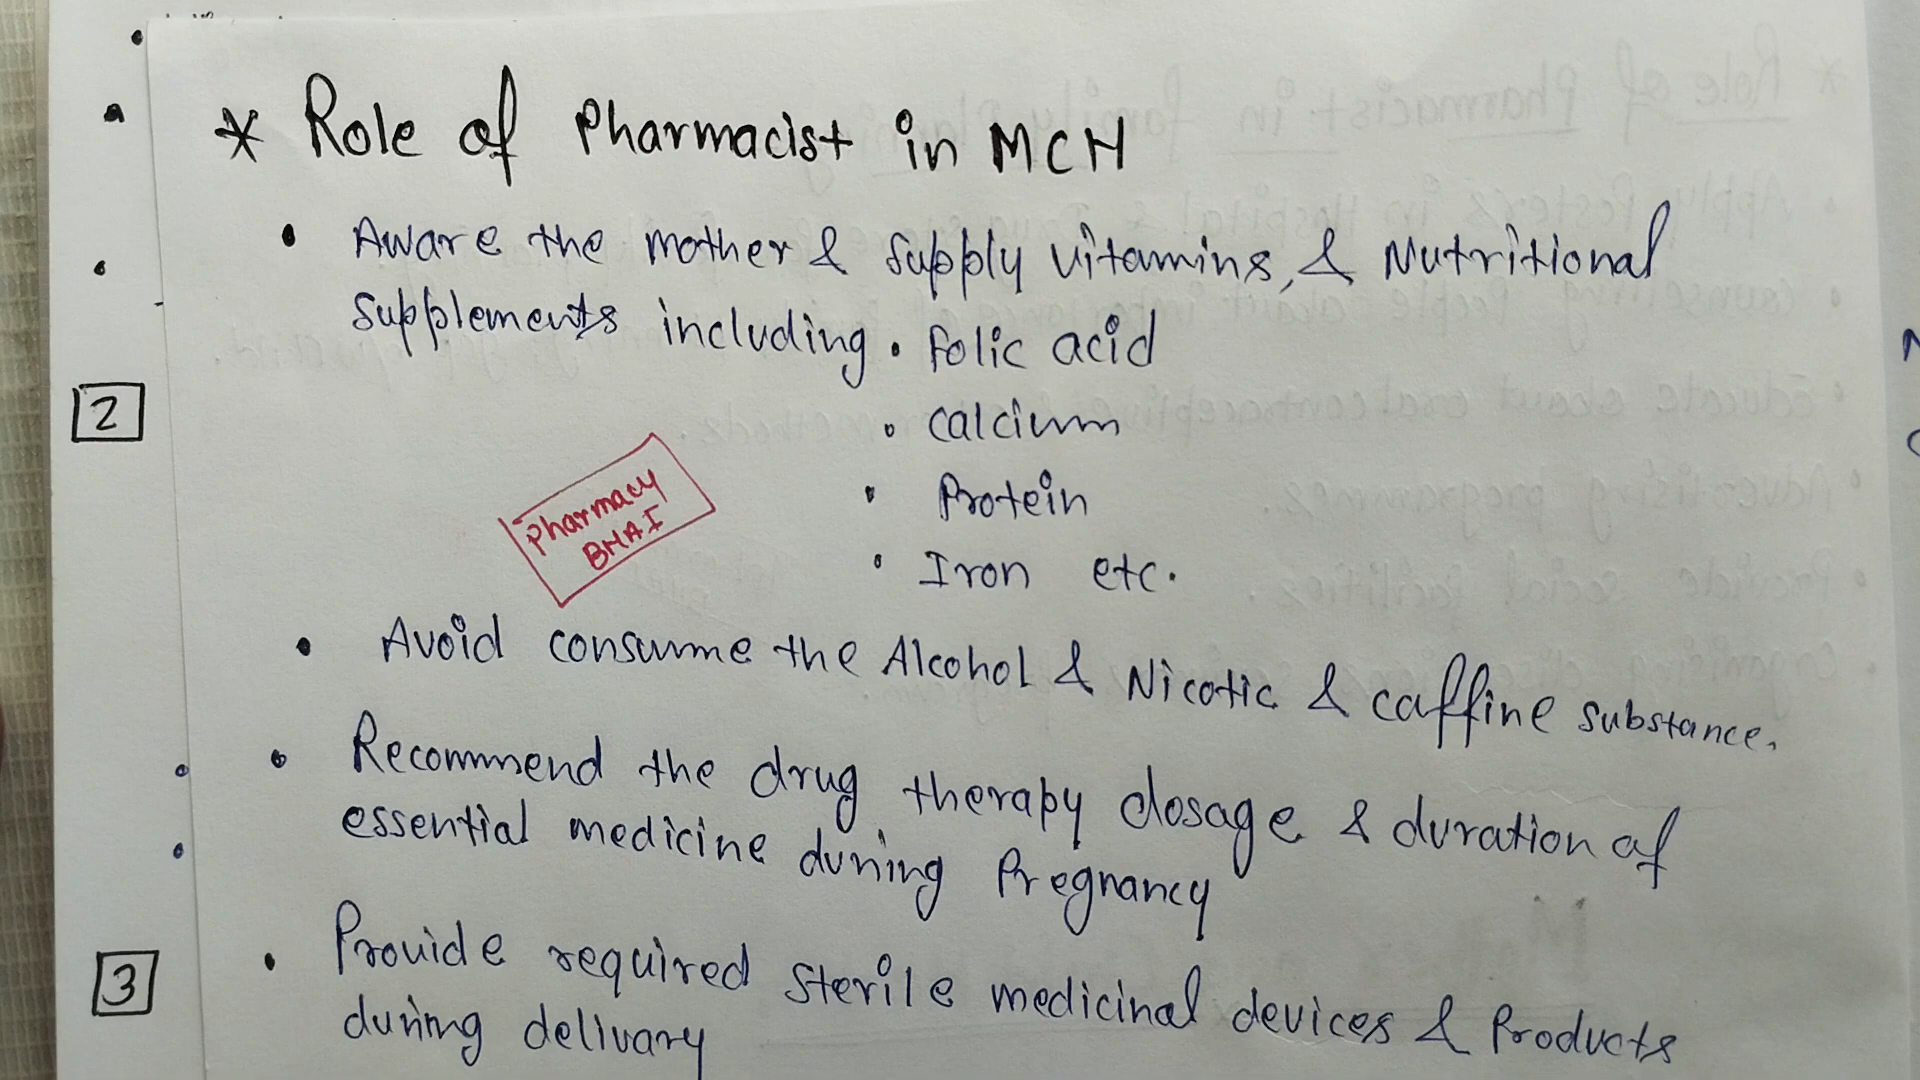 * Role of Pharmacist in MCH
• Aware the mother & supply vitamins, & Nutritional
supplements including • Folic acid
• Calcium
• Protein
• Iron etc.
Pharmacy
BHAI
2
• Avoid consume the Alcohol & Nicotic & caffine substance.
• Recommend the drug therapy dosage & duration of
essential medicine during Pregnancy
3
• Provide required sterile medicinal devices & Products
during delivary